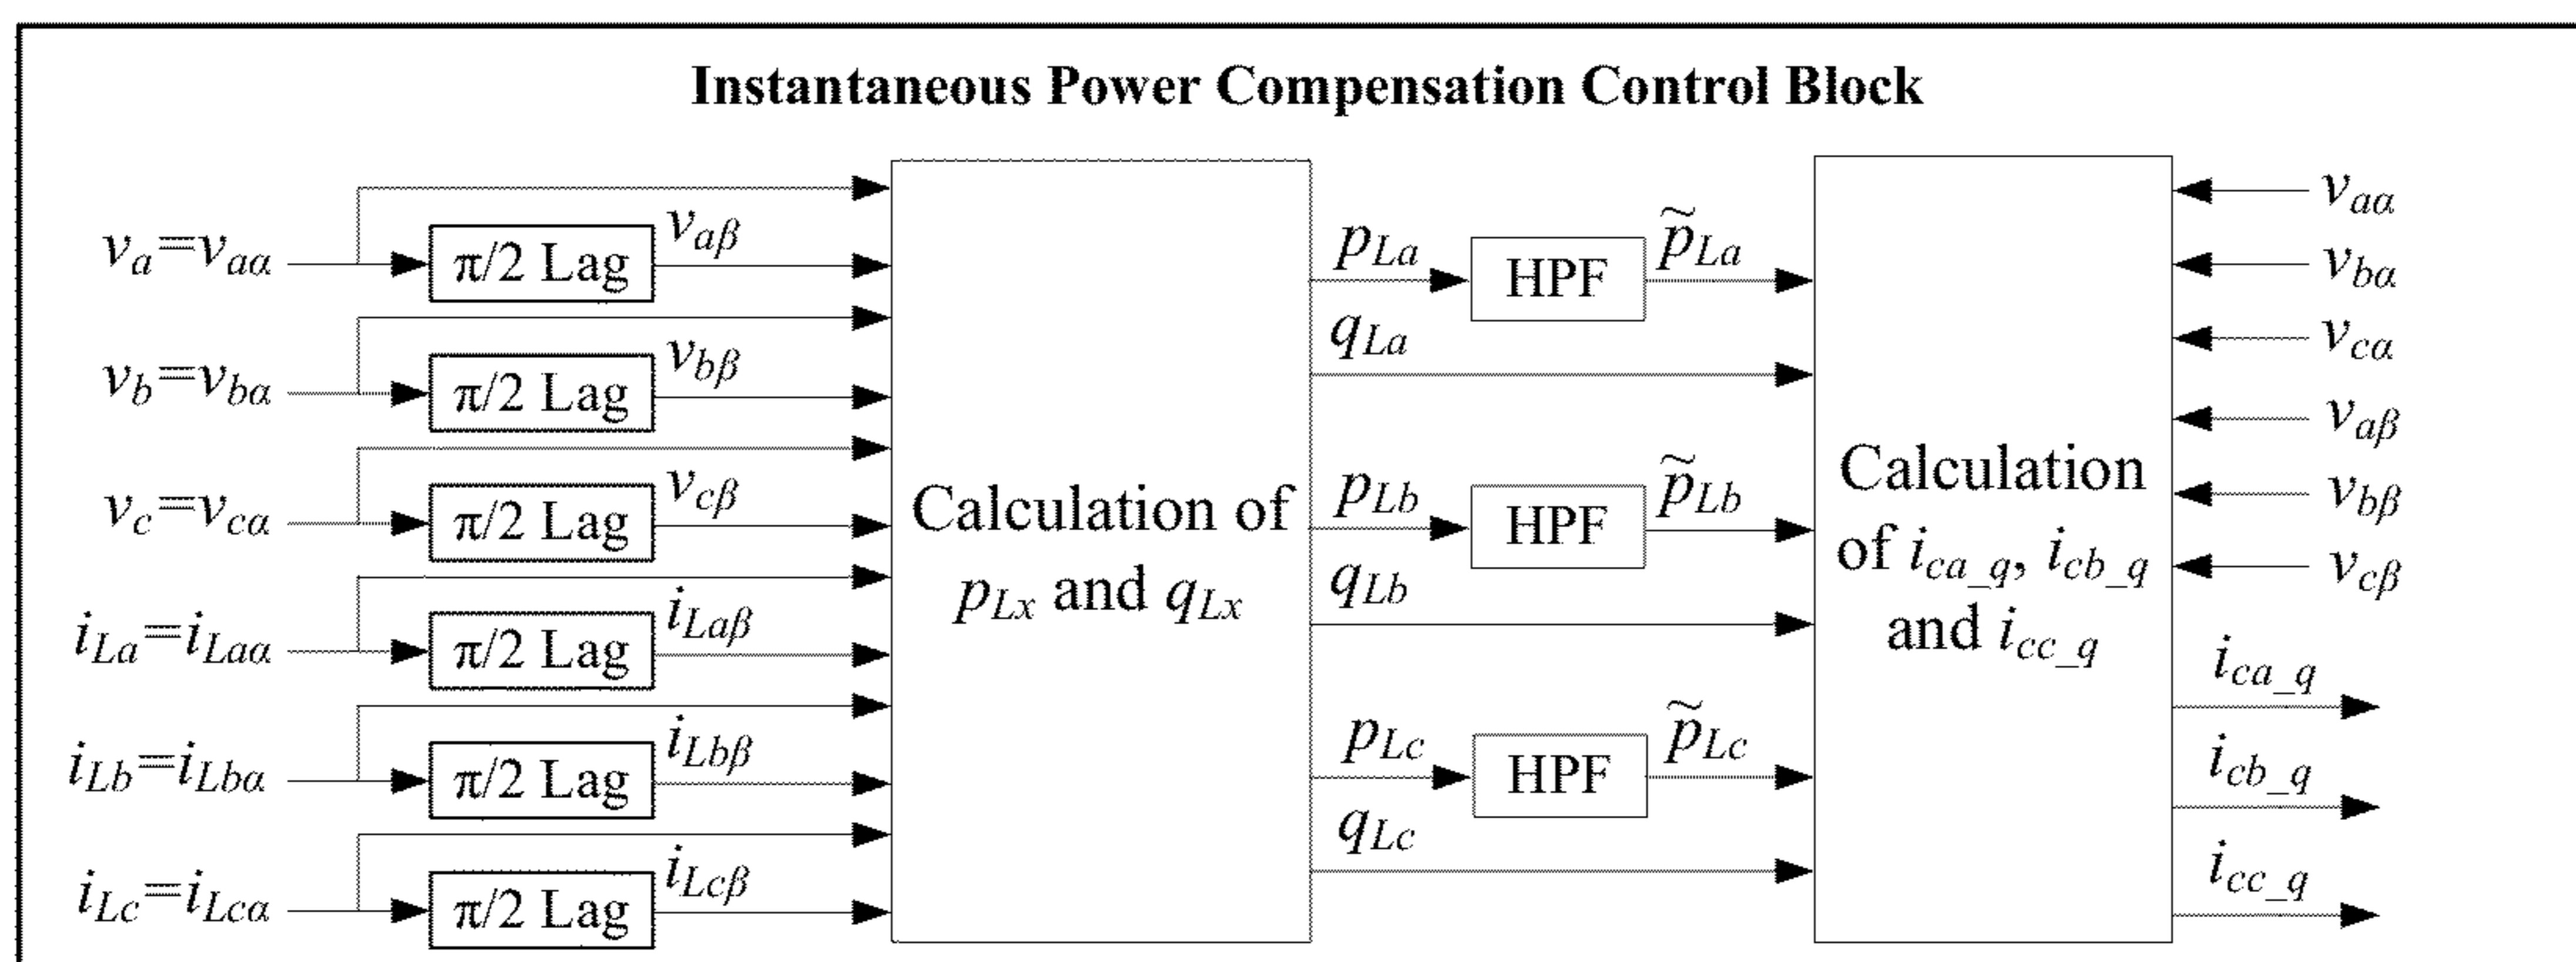 Instantaneous Power Compensation Control Block
va=vaα
π/2 Lag
vaβ
vb=vbα
π/2 Lag
vbβ
vc=vcα
π/2 Lag
vcβ
iLa=iLaα
π/2 Lag
iLaβ
iLb=iLbα
π/2 Lag
iLbβ
iLc=iLcα
π/2 Lag
iLcβ
Calculation of
pLx and qLx
pLa
HPF
p̃La
qLa
pLb
HPF
p̃Lb
qLb
pLc
HPF
p̃Lc
qLc
Calculation
of ica_q, icb_q
and icc_q
vaα
vbα
vcα
vaβ
vbβ
vcβ
ica_q
icb_q
icc_q